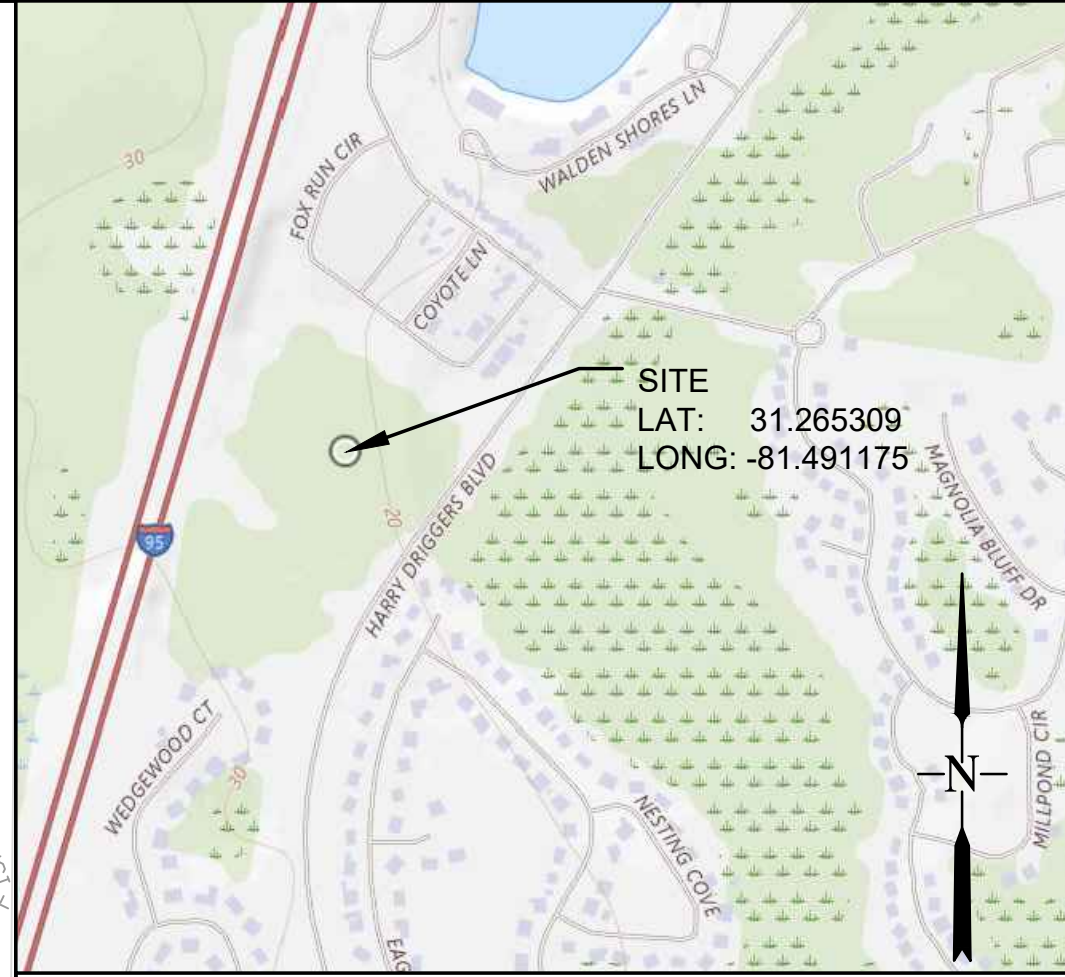 30
FOX RUN CIR
WALDEN SHORES LN
COYOTE LN
SITE
LAT: 31.265309
LONG: -81.491175
MAGNOLIA BLUFF DR
20
95
HARRY DRIGGERS BLVD
WEDGEWOOD CT
30
NESTING COVE
MILLPOND CIR
N
EAG